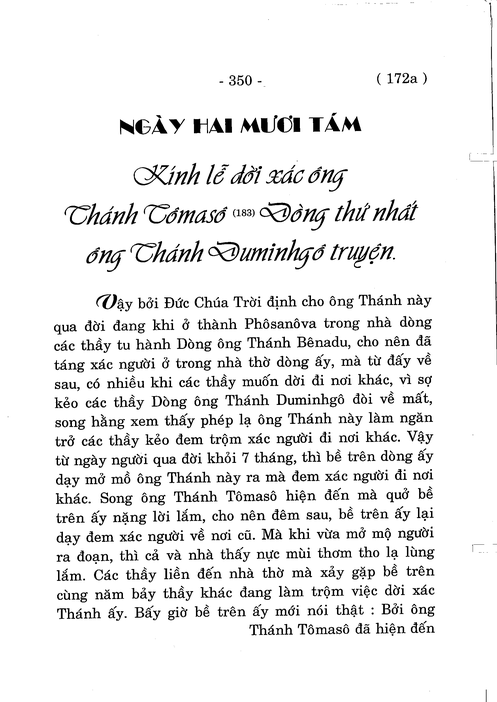 - 350 -
( 172a )
NGÀY HAI MƯƠI TÁM
Kính lễ dời xác ông
Thánh Tômasô (183) Dòng thứ nhất
ông Thánh Duminhgô truyện.
Vậy bởi Đức Chúa Trời định cho ông Thánh này
qua đời đang khi ở thành Phôsanôva trong nhà dòng
các thầy tu hành Dòng ông Thánh Bênadu, cho nên đã
táng xác người ở trong nhà thờ dòng ấy, mà từ đấy về
sau, có nhiều khi các thầy muốn dời đi nơi khác, vì sợ
kẻo các thầy Dòng ông Thánh Duminhgô đòi về mất,
song hằng xem thấy phép lạ ông Thánh này làm ngăn
trở các thầy kẻo đem trộm xác người đi nơi khác. Vậy
từ ngày người qua đời khỏi 7 tháng, thì bề trên dòng ấy
dạy mở mồ ông Thánh này ra mà đem xác người đi nơi
khác. Song ông Thánh Tômasô hiện đến mà quở bề
trên ấy nặng lời lắm, cho nên đêm sau, bề trên ấy lại
dạy đem xác người về nơi cũ. Mà khi vừa mở mộ người
ra đoạn, thì cả và nhà thấy nực mùi thơm tho lạ lùng
lắm. Các thầy liền đến nhà thờ mà xảy gặp bề trên
cùng năm bảy thầy khác đang làm trộm việc dời xác
Thánh ấy. Bấy giờ bề trên ấy mới nói thật : Bởi ông
Thánh Tômasô đã hiện đến